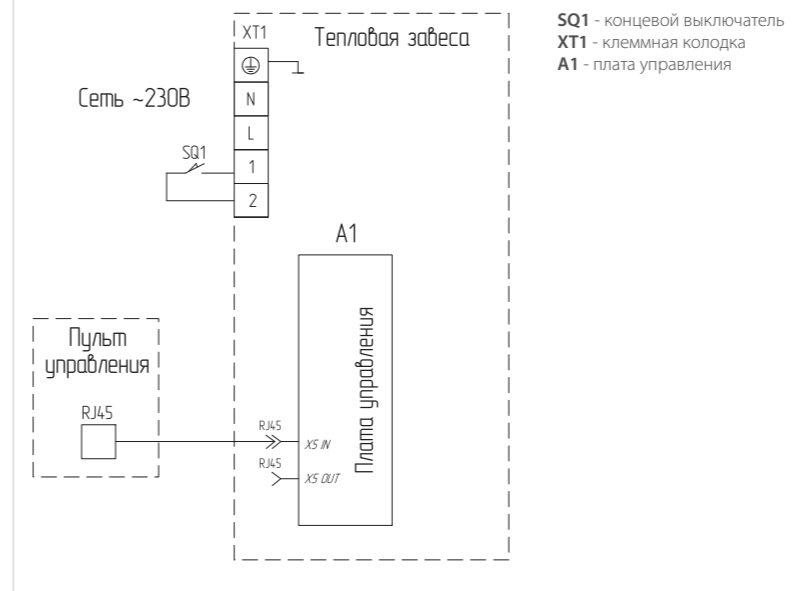 XT1
Тепловая завеса
Сеть ~230В
N
L
SQ1
1
2
A1
Плата управления
Пульт
управления
RJ45
RJ45
X5 IN
RJ45
X5 OUT
SQ1 - концевой выключатель
XT1 - клеммная колодка
A1 - плата управления